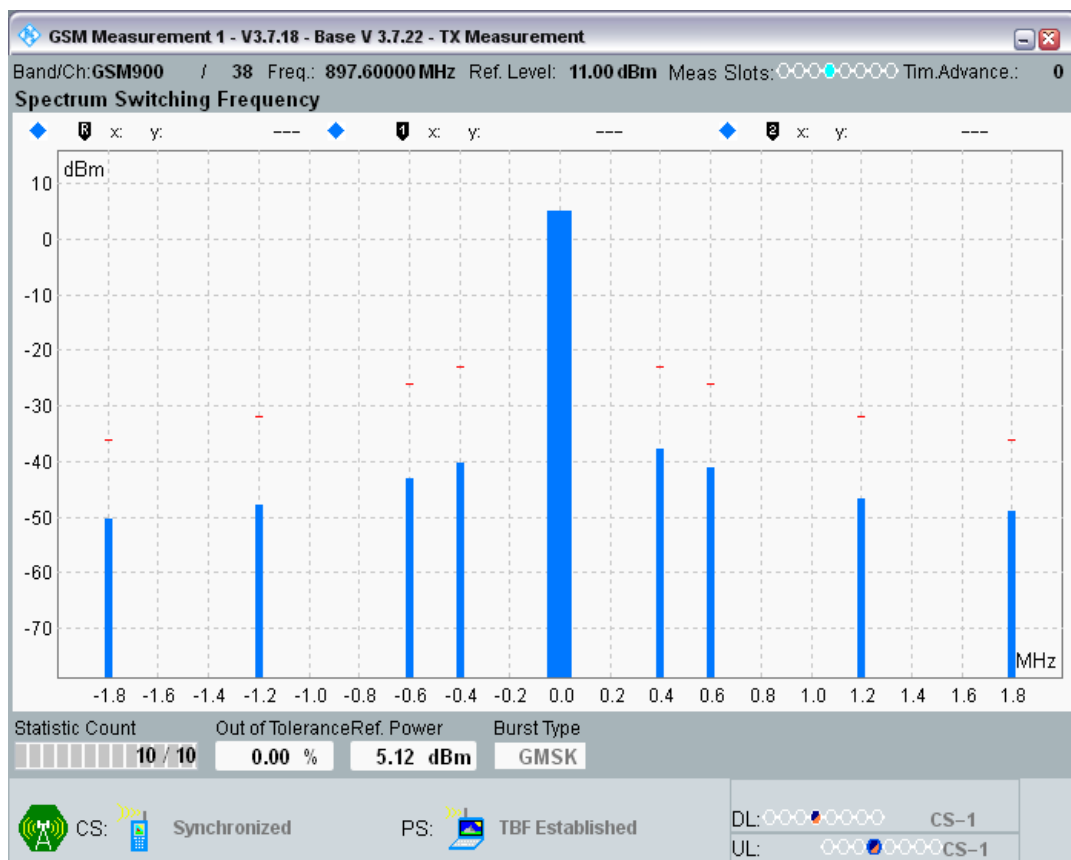 GSM Measurement 1 - V3.7.18 - Base V 3.7.22 - TX Measurement
Band/Ch:GSM900 / 38 Freq.: 897.60000 MHz Ref. Level: 11.00 dBm Meas Slots: Tim.Advance.: 0
Spectrum Switching Frequency
R x: y: --- 1 x: y: --- 2 x: y: ---
dBm
10
0
-10
-20
-30
-40
-50
-60
-70
MHz
-1.8 -1.6 -1.4 -1.2 -1.0 -0.8 -0.6 -0.4 -0.2 0.0 0.2 0.4 0.6 0.8 1.0 1.2 1.4 1.6 1.8
Statistic Count Out of Tolerance Ref. Power Burst Type
10 / 10 0.00 % 5.12 dBm GMSK
CS: Synchronized PS: TBF Established
DL: CS-1
UL: CS-1